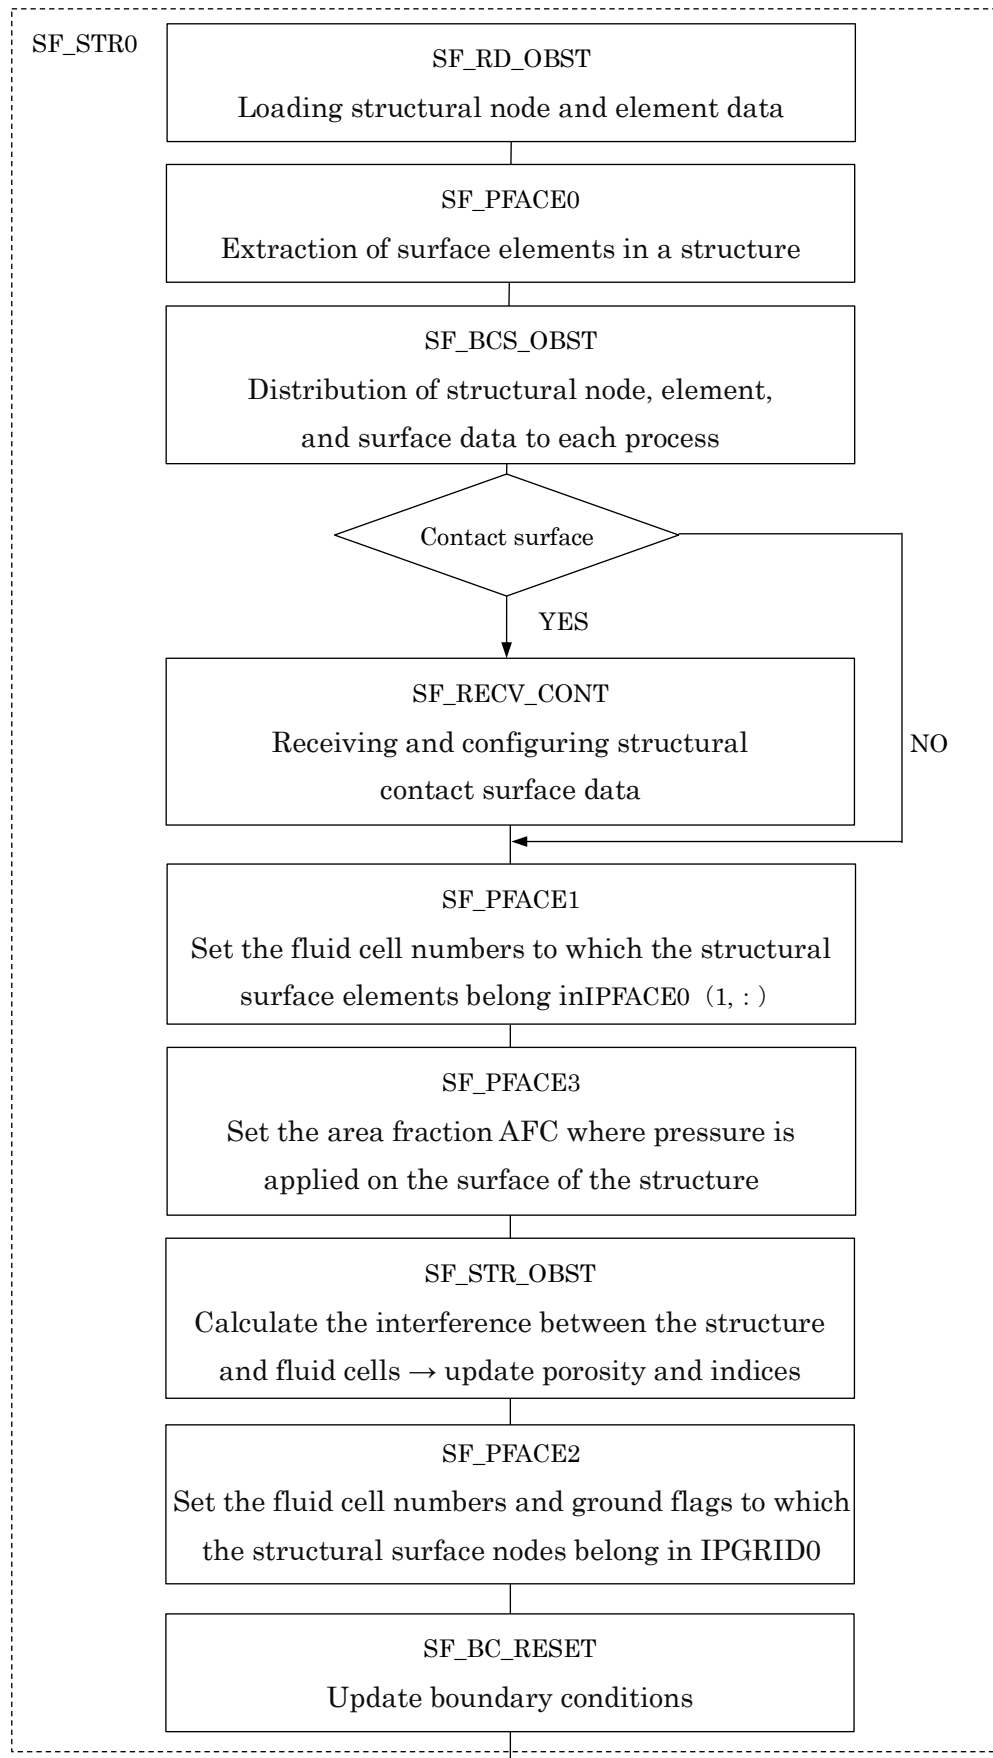 SF_STR0
SF_RD_OBST
Loading structural node and element data
SF_PFACE0
Extraction of surface elements in a structure
SF_BCS_OBST
Distribution of structural node, element,
and surface data to each process
Contact surface
YES
SF_RECV_CONT
Receiving and configuring structural
contact surface data
NO
SF_PFACE1
Set the fluid cell numbers to which the structural
surface elements belong inIPFACE0（1, :）
SF_PFACE3
Set the area fraction AFC where pressure is
applied on the surface of the structure
SF_STR_OBST
Calculate the interference between the structure
and fluid cells → update porosity and indices
SF_PFACE2
Set the fluid cell numbers and ground flags to which
the structural surface nodes belong in IPGRID0
SF_BC_RESET
Update boundary conditions